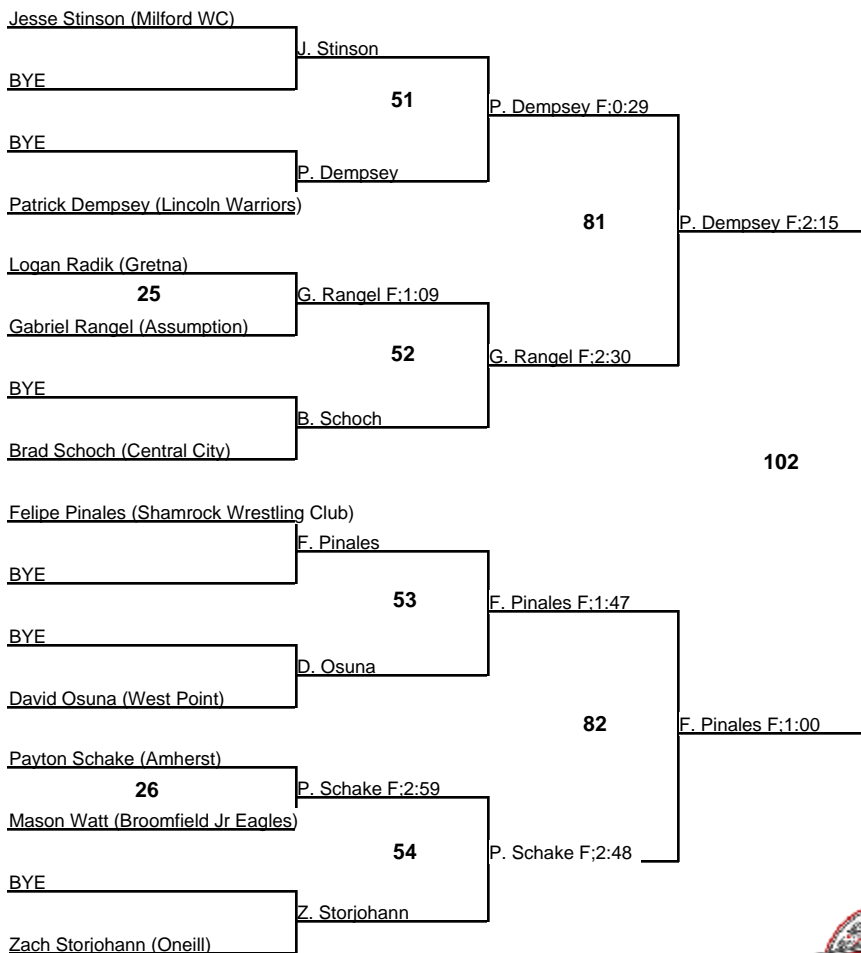 Jesse Stinson (Milford WC)
J. Stinson
BYE
51
P. Dempsey F;0:29
BYE
P. Dempsey
Patrick Dempsey (Lincoln Warriors)
81
P. Dempsey F;2:15
Logan Radik (Gretna)
25
G. Rangel F;1:09
Gabriel Rangel (Assumption)
52
G. Rangel F;2:30
BYE
B. Schoch
Brad Schoch (Central City)
102
Felipe Pinales (Shamrock Wrestling Club)
F. Pinales
BYE
53
F. Pinales F;1:47
BYE
D. Osuna
David Osuna (West Point)
82
F. Pinales F;1:00
Payton Schake (Amherst)
26
P. Schake F;2:59
Mason Watt (Broomfield Jr Eagles)
54
P. Schake F;2:48
BYE
Z. Storjohann
Zach Storjohann (Oneill)